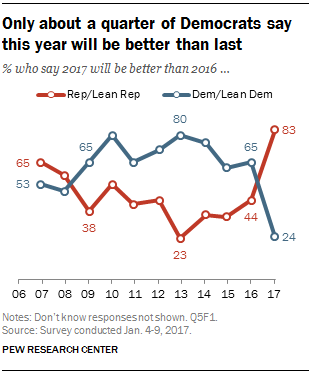 Only about a quarter of Democrats say
this year will be better than last
% who say 2017 will be better than 2016 ...
Rep/Lean Rep Dem/Lean Dem
83
80
65 65
65
53
44
38
23
24
06 07 08 09 10 11 12 13 14 15 16 17
Notes: Don't know responses not shown. Q5F1.
Source: Survey conducted Jan. 4-9, 2017.
PEW RESEARCH CENTER